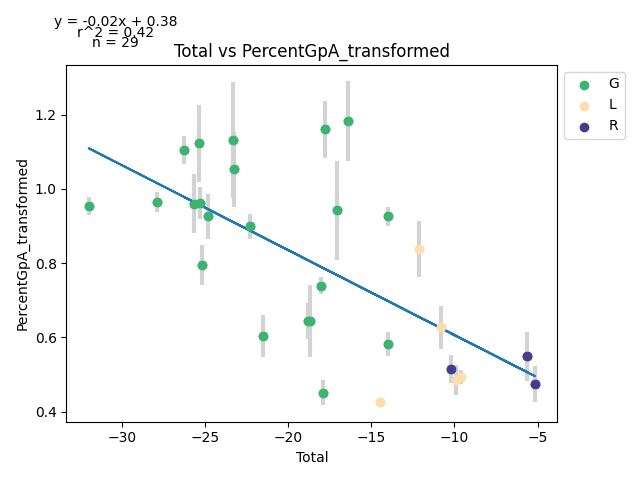 y = -0.02x + 0.38
r^2 = 0.42
n = 29
Total vs PercentGpA_transformed
G
L
R
PercentGpA_transformed
1.2
1.0
0.8
0.6
0.4
−30
−25
−20
−15
−10
−5
Total